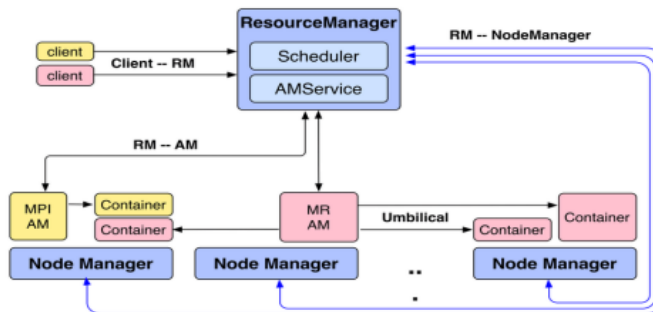 ResourceManager
RM -- NodeManager
client
Scheduler
Client -- RM
client
AMService
RM -- AM
MPI
AM
Container
Container
MR
AM
Umbilical
Container
Container
Node Manager
Node Manager
..
.
Node Manager